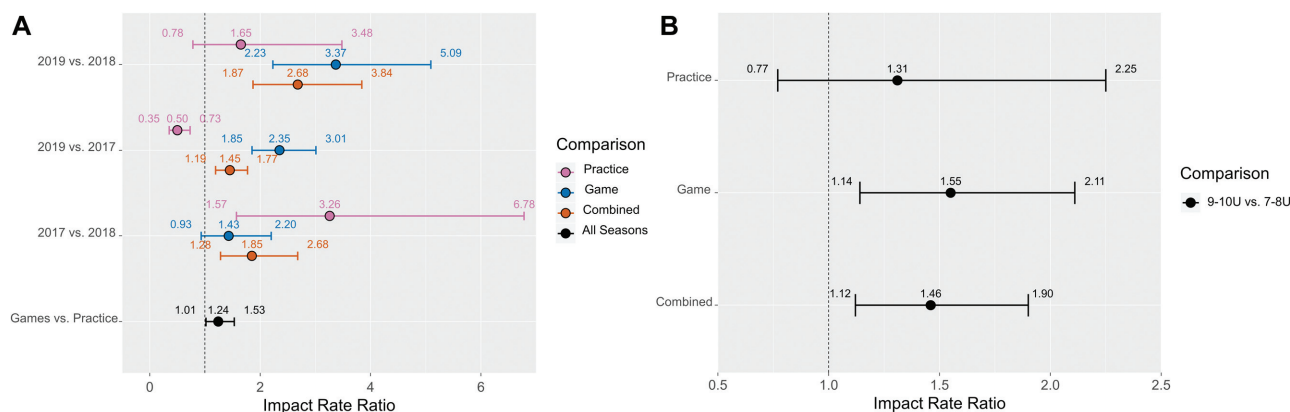 A
2019 vs. 2018
0.78 1.65 3.48
2.23 3.37 5.09
1.87 2.68 3.84
2019 vs. 2017
0.35 0.50 0.73
1.85 2.35 3.01
1.19 1.45 1.77
2017 vs. 2018
1.57 3.26 6.78
0.93 1.43 2.20
1.28 1.85 2.68
Games vs. Practice
1.01 1.24 1.53
0 2 4 6
Impact Rate Ratio
Comparison
Practice
Game
Combined
All Seasons
B
Practice
0.77 1.31 2.25
Game
1.14 1.55 2.11
Combined
1.12 1.46 1.90
0.5 1.0 1.5 2.0 2.5
Impact Rate Ratio
Comparison
9-10U vs. 7-8U